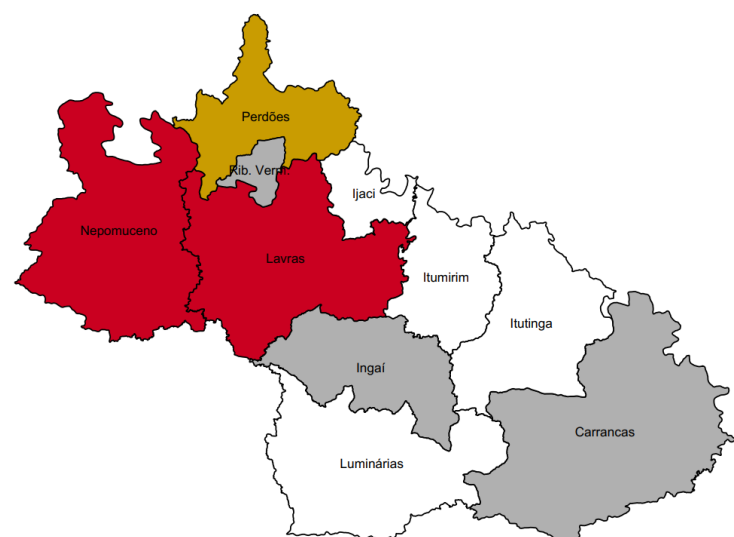 Perdões
Rib. Verm.
Ijaci
Nepomuceno
Lavras
Itumirim
Itutinga
Ingaí
Carrancas
Luminárias